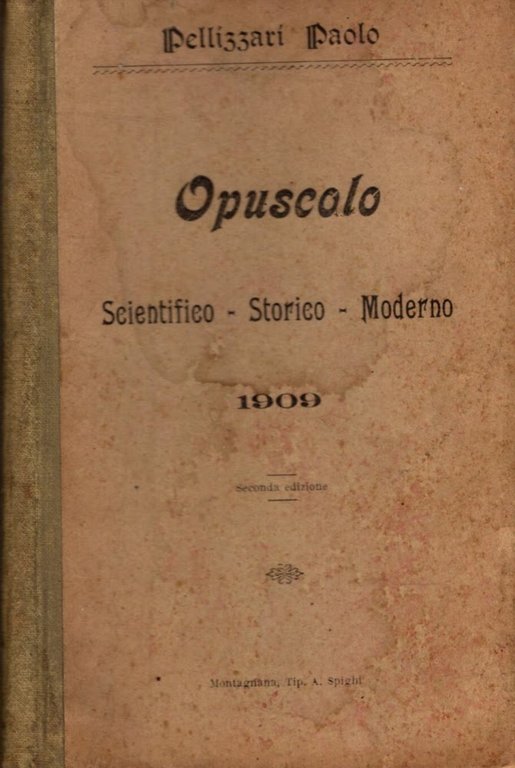 Pellizzari Paolo
Opuscolo
Scientifico - Storico - Moderno
1909
Seconda edizione
Montagnana, Tip. A. Spighi